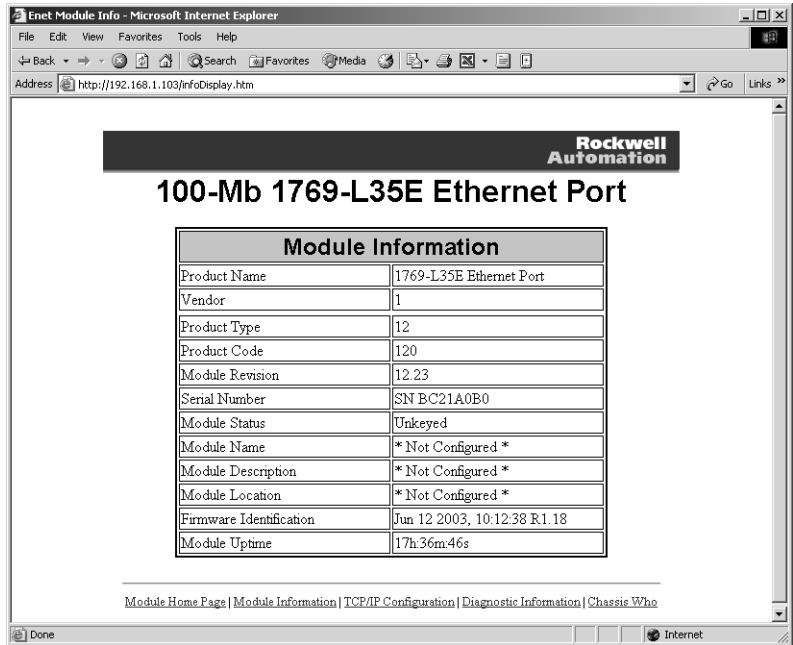 Enet Module Info - Microsoft Internet Explorer
File Edit View Favorites Tools Help
Back Search Favorites Media
Address http://192.168.1.103/infoDisplay.htm Go Links »
Rockwell
Automation
100-Mb 1769-L35E Ethernet Port
Module Information
Product Name 1769-L35E Ethernet Port
Vendor 1
Product Type 12
Product Code 120
Module Revision 12.23
Serial Number SN BC21A0B0
Module Status Unkeyed
Module Name * Not Configured *
Module Description * Not Configured *
Module Location * Not Configured *
Firmware Identification Jun 12 2003, 10:12:38 R1.18
Module Uptime 17h:36m:46s
Module Home Page | Module Information | TCP/IP Configuration | Diagnostic Information | Chassis Who
Done Internet